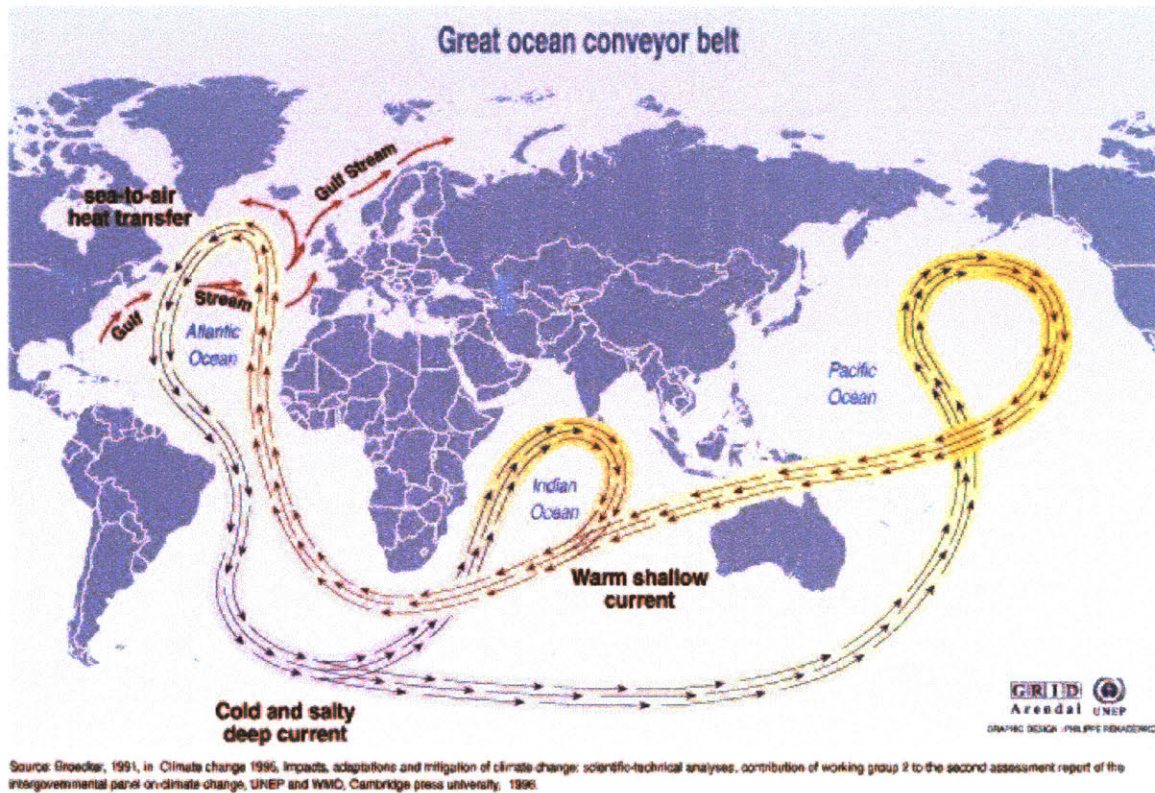 Great ocean conveyor belt
sea-to-air
heat transfer
Gulf Stream
Gulf
Stream
Atlantic
Ocean
Pacific
Ocean
Indian
Ocean
Warm shallow
current
Cold and salty
deep current
GRID
Arendal UNEP
GRAPHIC DESIGN : PHILIPPE REKACEWICZ
Source: Broecker, 1991, in Climate change 1995, Impacts, adaptations and mitigation of climate change: scientific-technical analyses, contribution of working group 2 to the second assessment report of the
intergovernmental panel on climate change, UNEP and WMO, Cambridge press university, 1996.